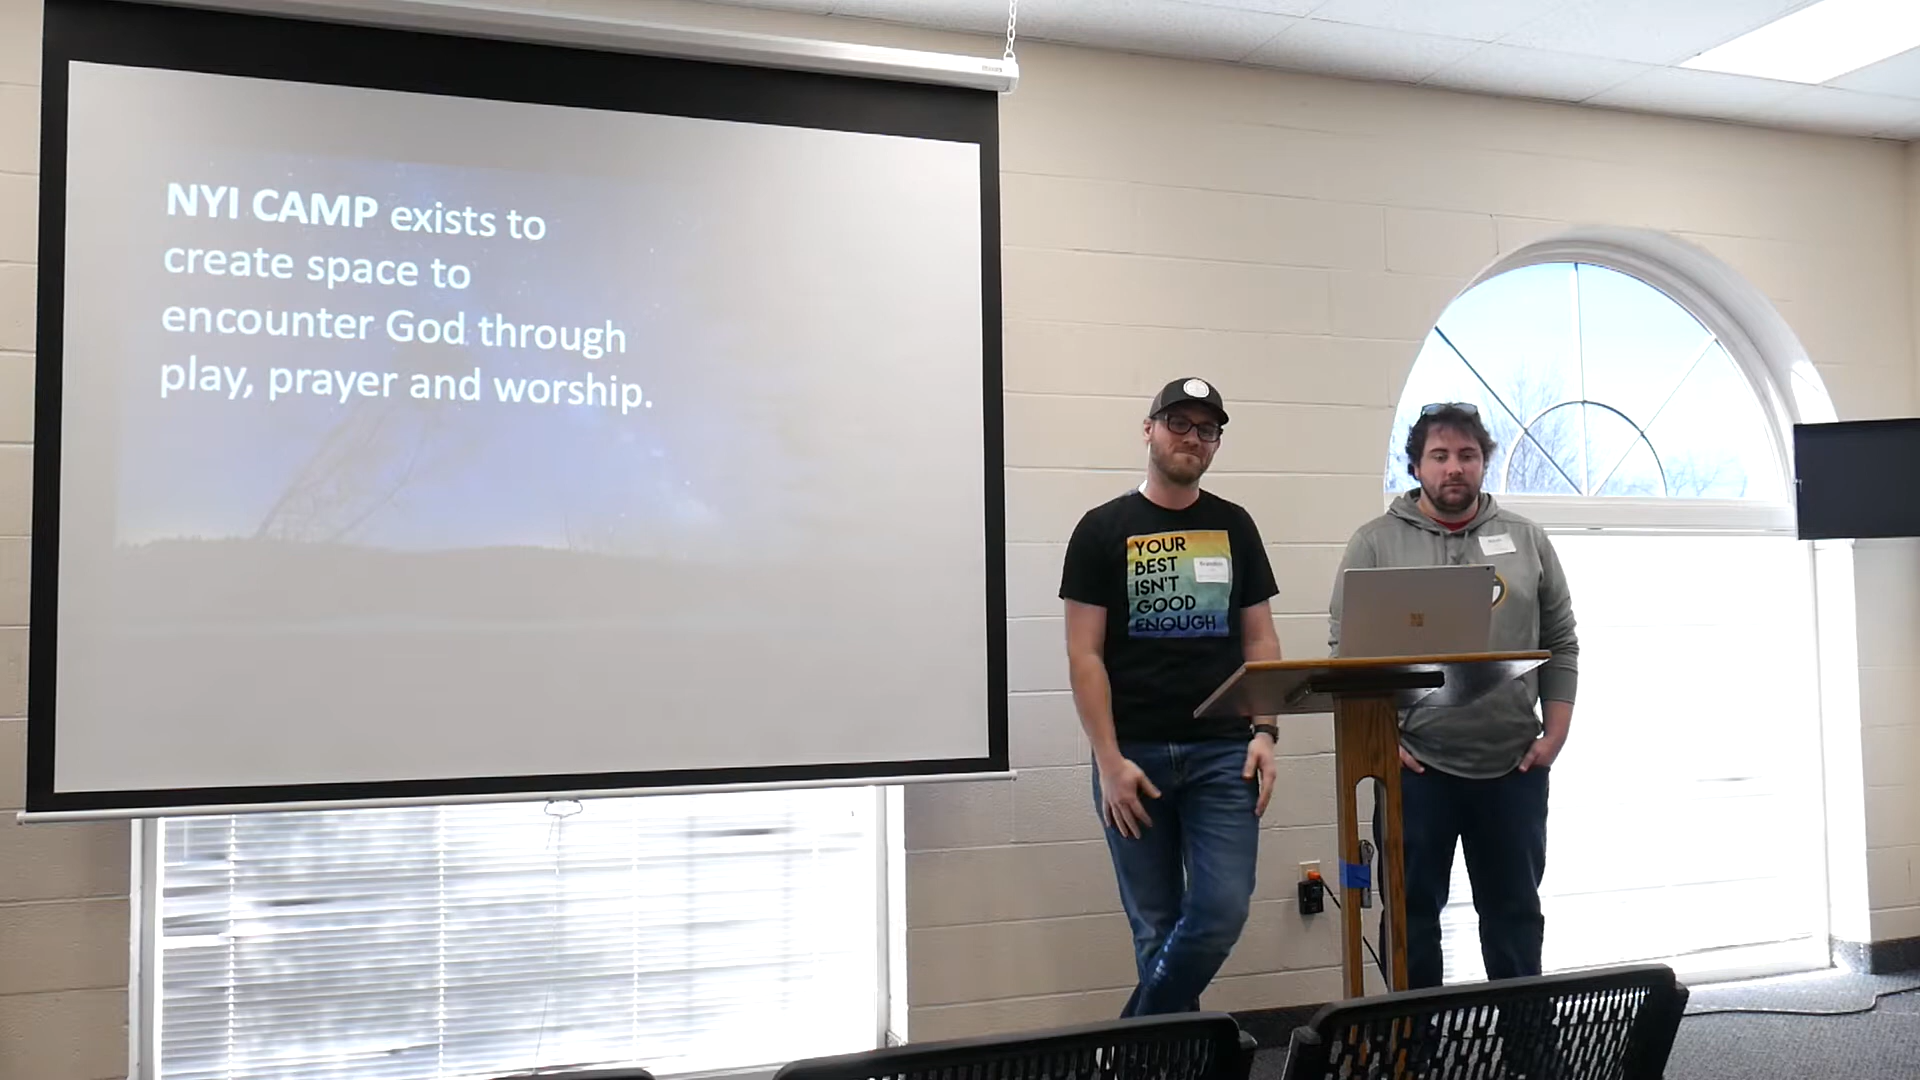 NYI CAMP exists to
create space to
encounter God through
play, prayer and worship.
YOUR
BEST
ISN'T
GOOD
ENOUGH
Brandon